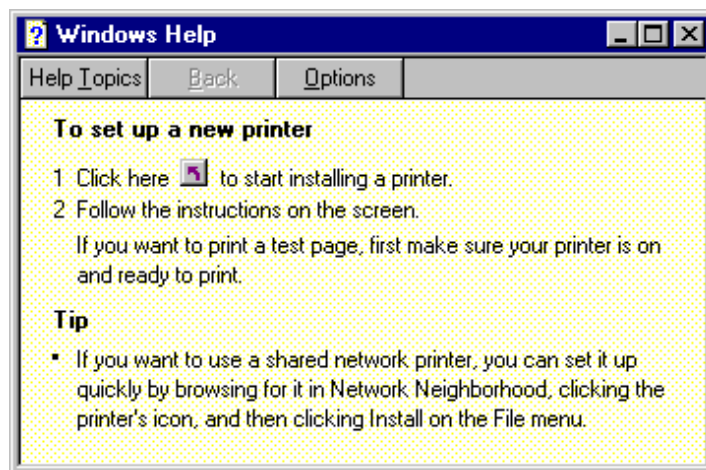 Windows Help
Help Topics Back Options
To set up a new printer
1 Click here to start installing a printer.
2 Follow the instructions on the screen.
If you want to print a test page, first make sure your printer is on
and ready to print.
Tip
▪ If you want to use a shared network printer, you can set it up
quickly by browsing for it in Network Neighborhood, clicking the
printer's icon, and then clicking Install on the File menu.